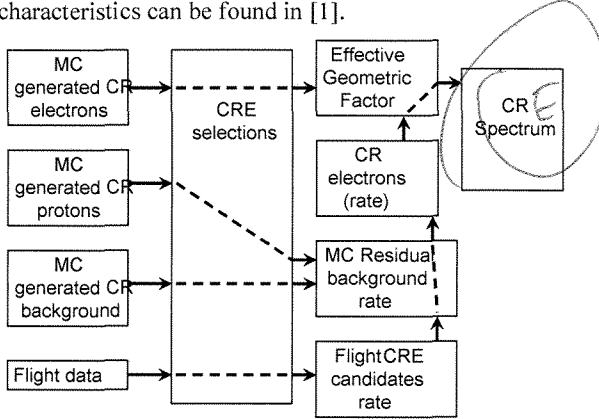 characteristics can be found in [1].
MC
generated CR
electrons
MC
generated CR
protons
MC
generated CR
background
Flight data
CRE
selections
Effective
Geometric
Factor
CR
electrons
(rate)
MC Residual
background
rate
Flight CRE
candidates
rate
CR E
Spectrum